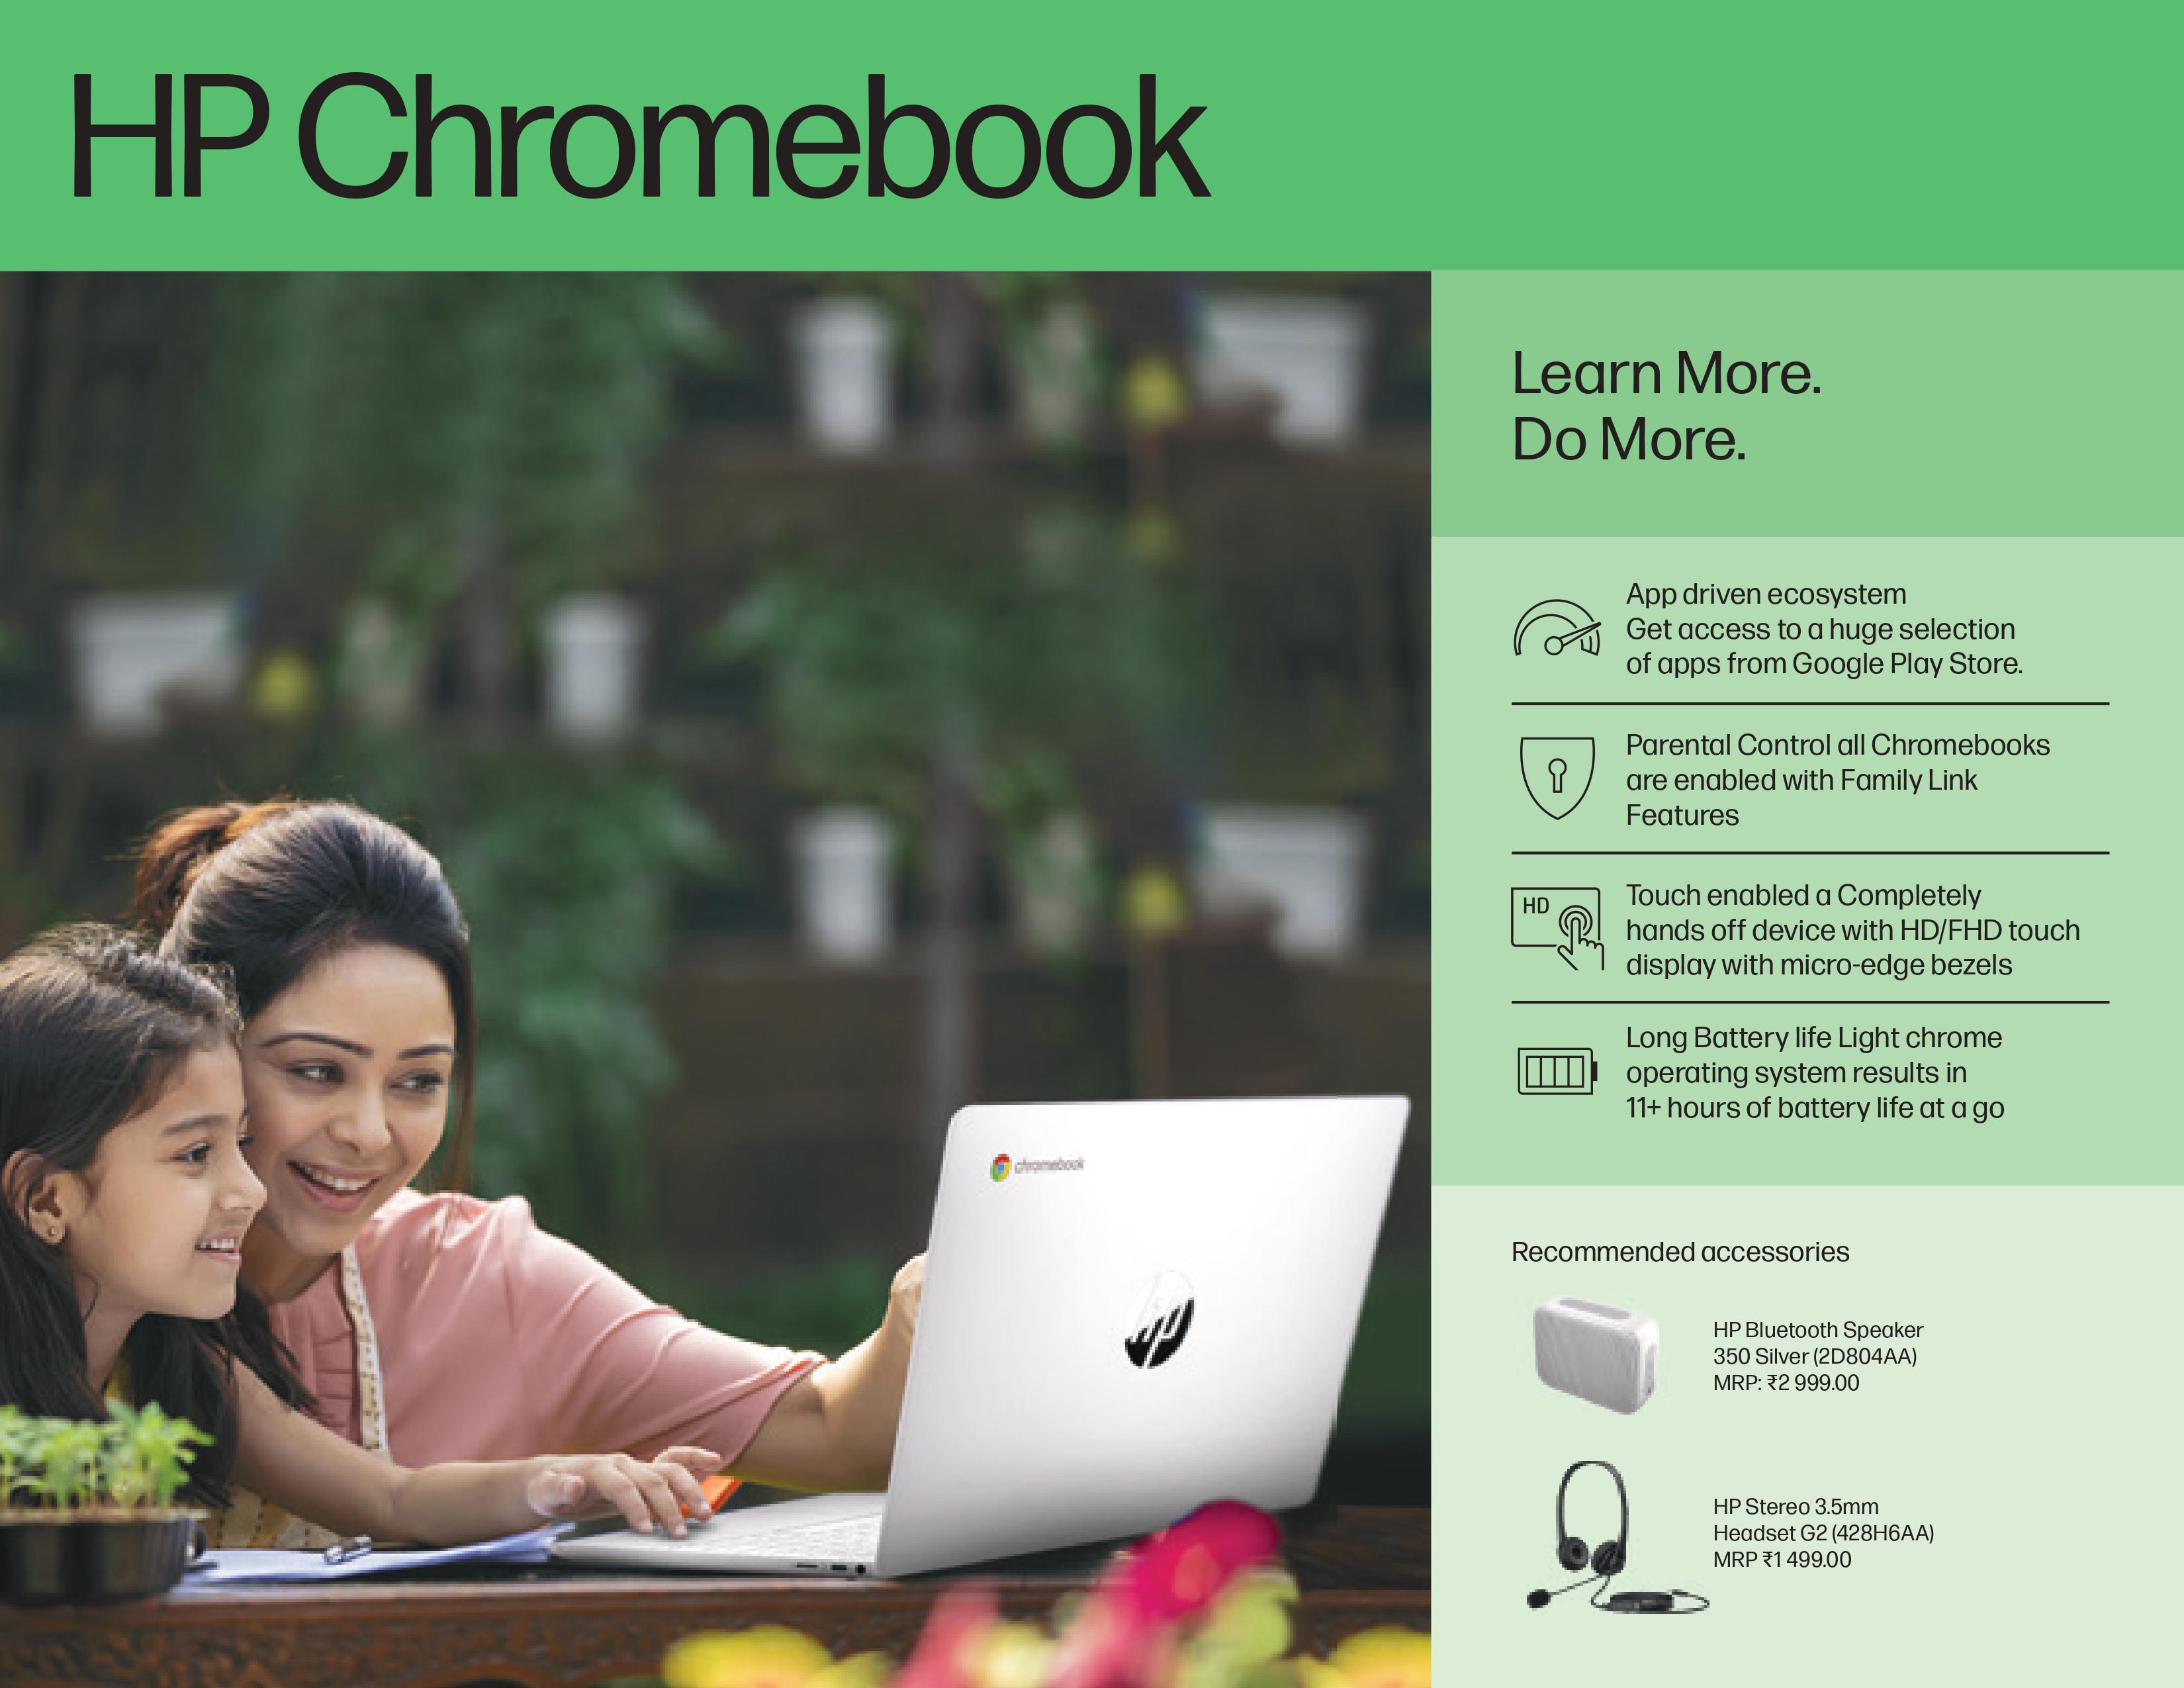 HP Chromebook
Learn More.
Do More.
App driven ecosystem
Get access to a huge selection
of apps from Google Play Store.
Parental Control all Chromebooks
are enabled with Family Link
Features
HD
Touch enabled a Completely
hands off device with HD/FHD touch
display with micro-edge bezels
Long Battery life Light chrome
operating system results in
11+ hours of battery life at a go
chromebook
hp
Recommended accessories
HP Bluetooth Speaker
350 Silver (2D804AA)
MRP: ₹2 999.00
HP Stereo 3.5mm
Headset G2 (428H6AA)
MRP ₹1 499.00